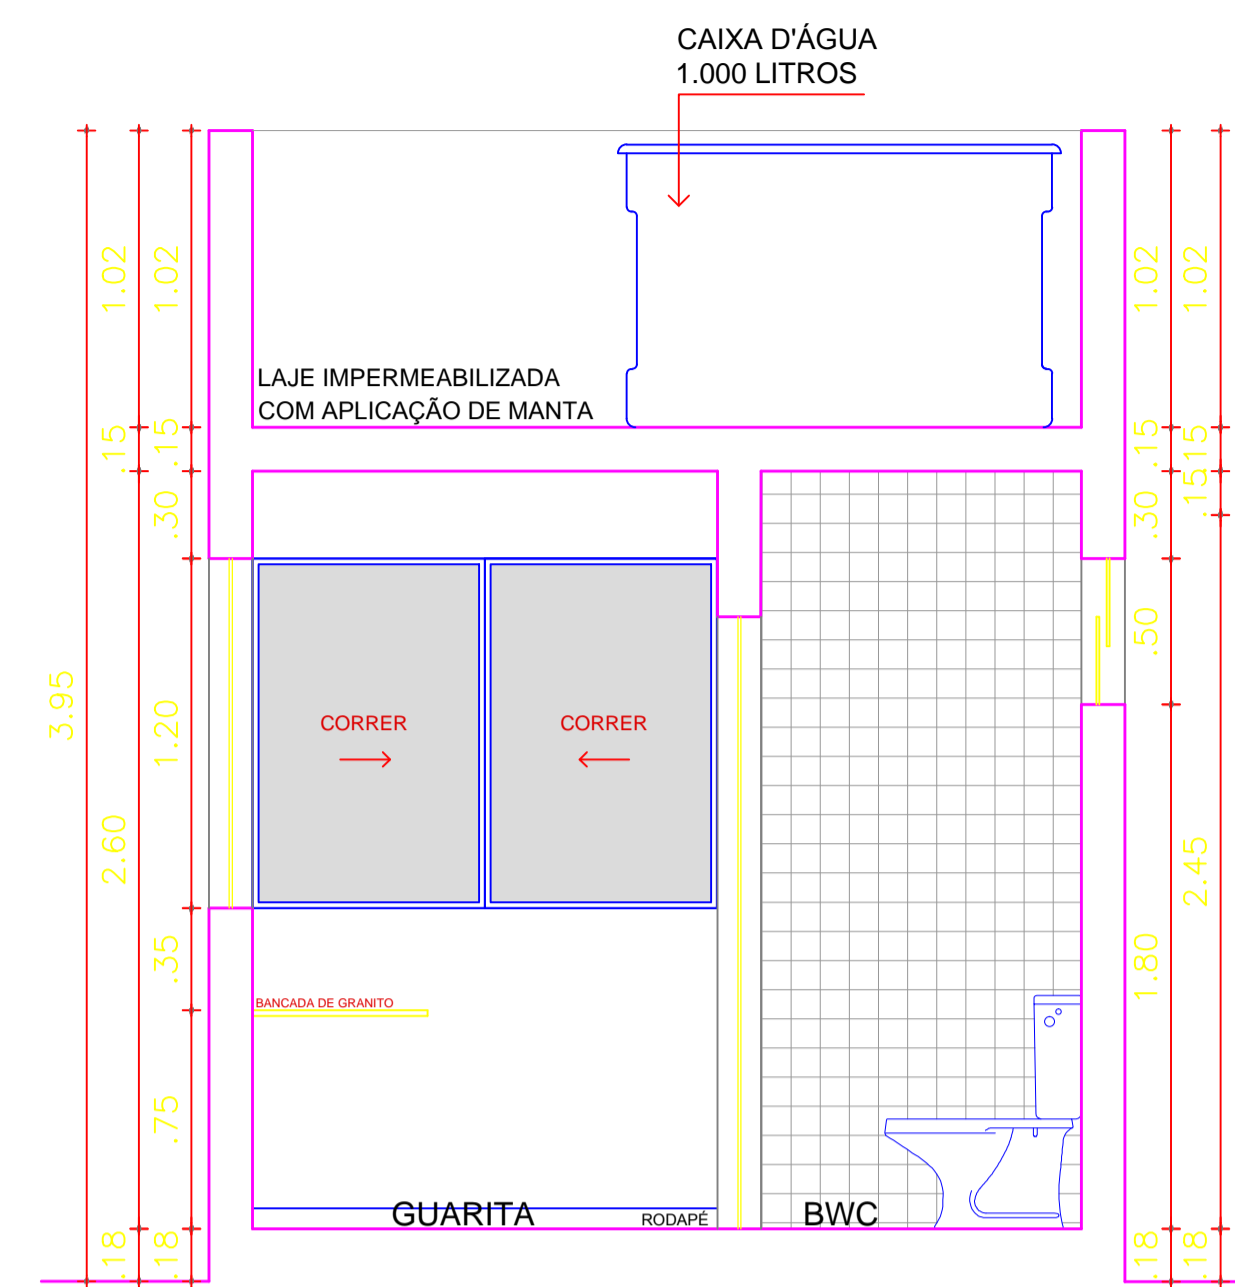 CAIXA D'ÁGUA
1.000 LITROS
1.02
1.02
1.02
1.02
LAJE IMPERMEABILIZADA
COM APLICAÇÃO DE MANTA
.15
.15
.15
.15
.30
.30
.15
.50
3.95
1.20
CORRER
CORRER
2.60
2.45
.35
1.80
BANCADA DE GRANITO
.75
GUARITA
RODAPÉ
BWC
.18
.18
.18
.18